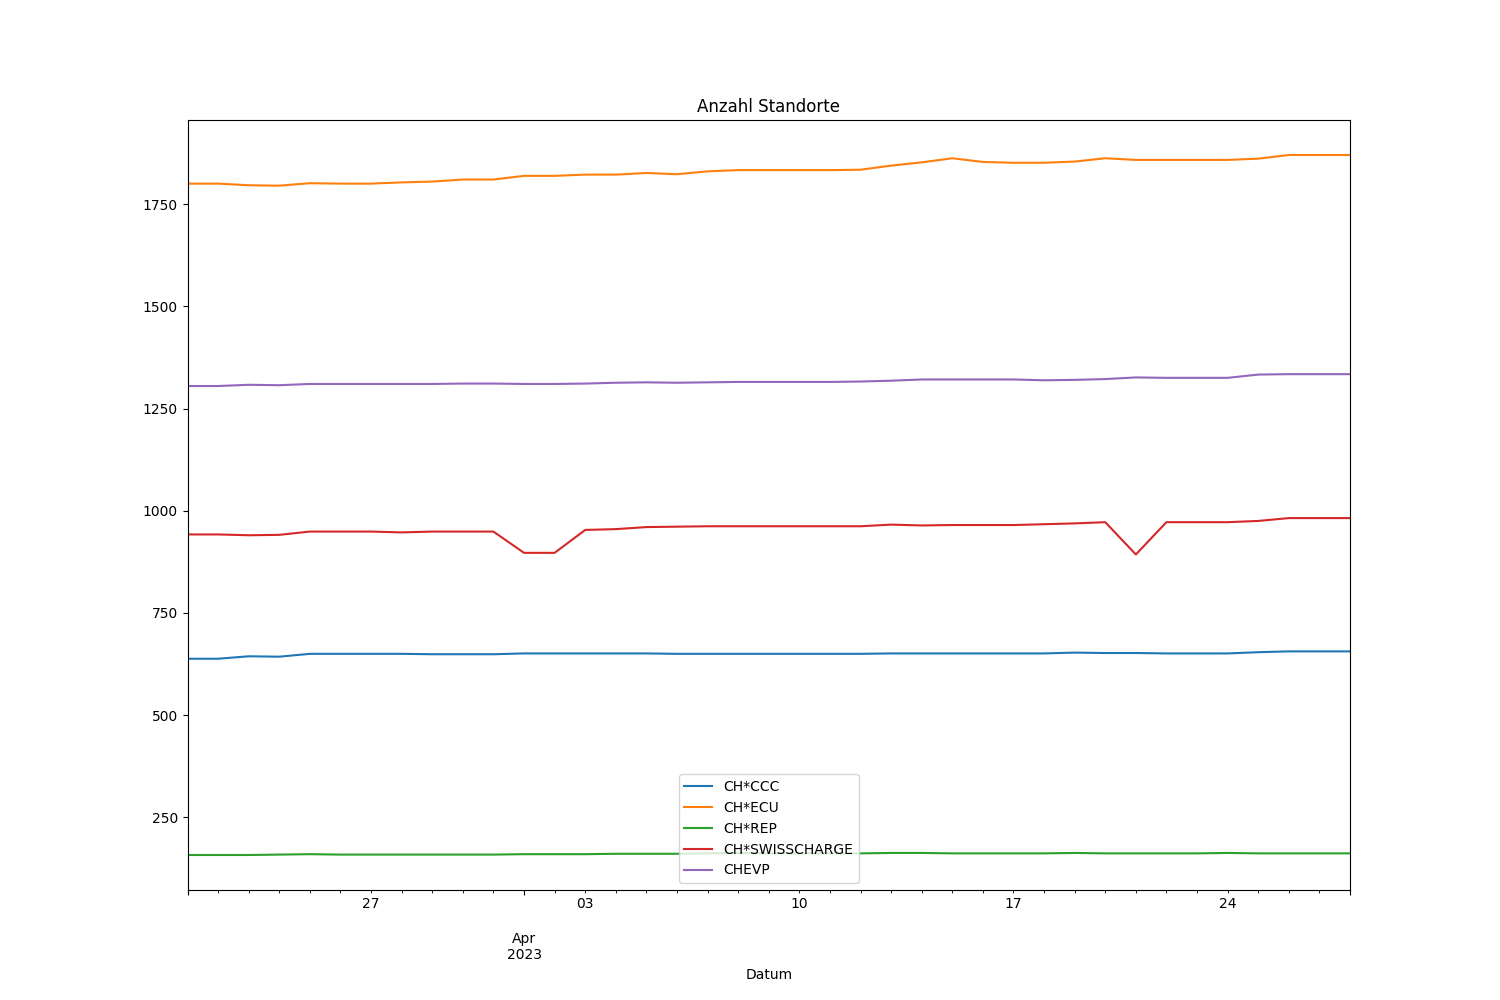 Anzahl Standorte
1750
1500
1250
1000
750
500
250
CH*CCC
CH*ECU
CH*REP
CH*SWISSCHARGE
CHEVP
27
03
10
17
24
Apr
2023
Datum